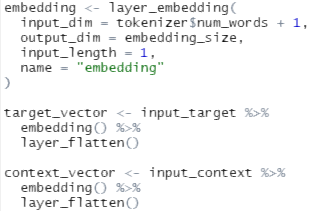 embedding <- layer_embedding(
  input_dim = tokenizer$num_words + 1,
  output_dim = embedding_size,
  input_length = 1,
  name = "embedding"
)
target_vector <- input_target %>%
  embedding() %>%
  layer_flatten()
context_vector <- input_context %>%
  embedding() %>%
  layer_flatten()